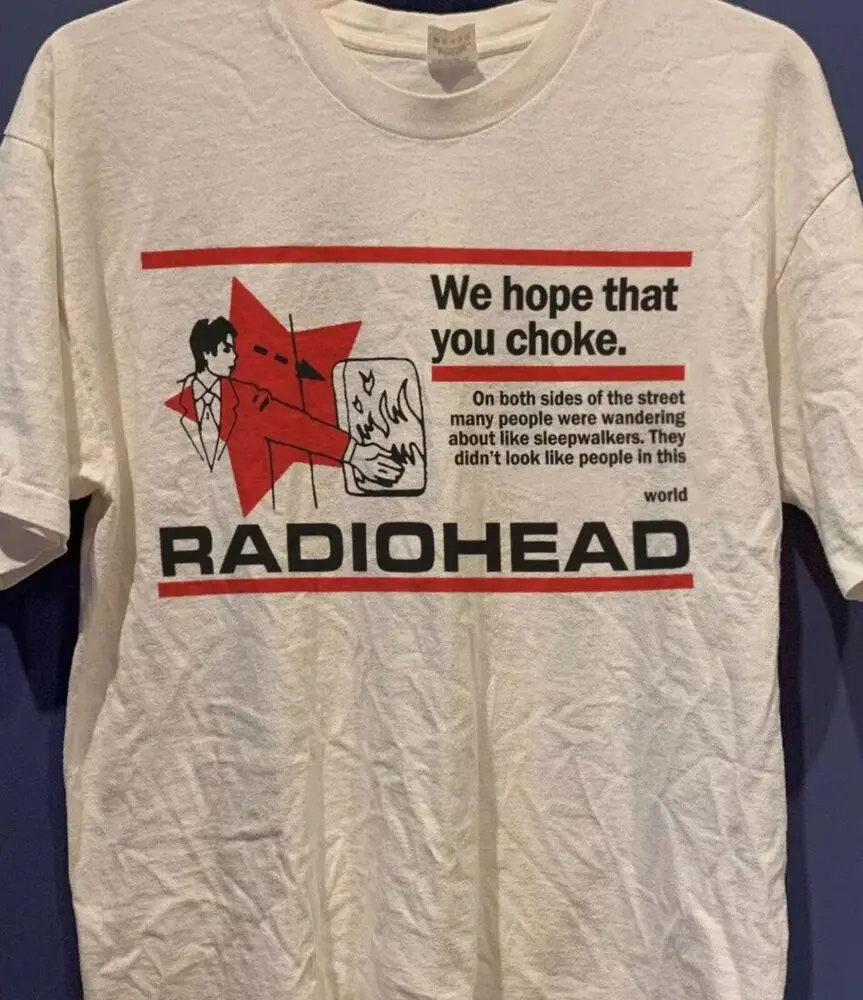 We hope that
you choke.
On both sides of the street
many people were wandering
about like sleepwalkers. They
didn't look like people in this
world
RADIOHEAD